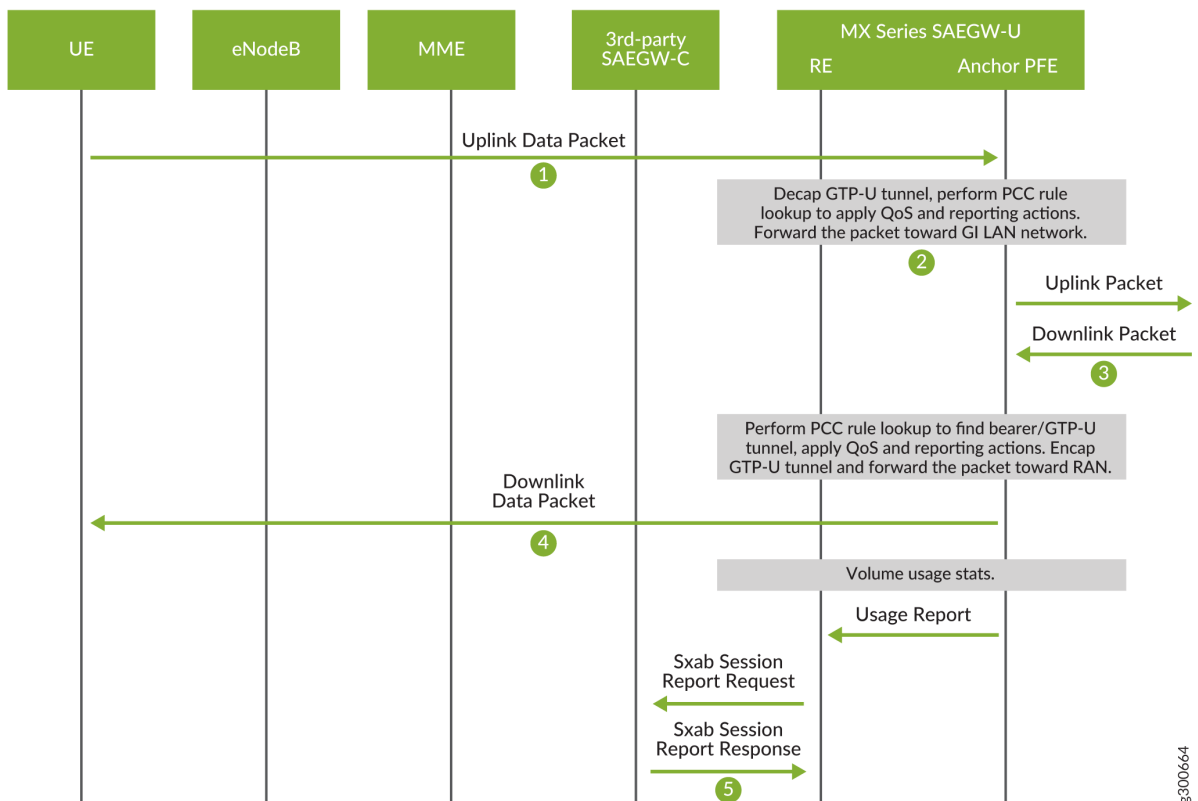 UE
eNodeB
MME
3rd-party
SAEGW-C
MX Series SAEGW-U
RE
Anchor PFE
Uplink Data Packet
1
Decap GTP-U tunnel, perform PCC rule
lookup to apply QoS and reporting actions.
Forward the packet toward GI LAN network.
2
Uplink Packet
Downlink Packet
3
Perform PCC rule lookup to find bearer/GTP-U
tunnel, apply QoS and reporting actions. Encap
GTP-U tunnel and forward the packet toward RAN.
Downlink
Data Packet
4
Volume usage stats.
Usage Report
Sxab Session
Report Request
Sxab Session
Report Response
5
g300664